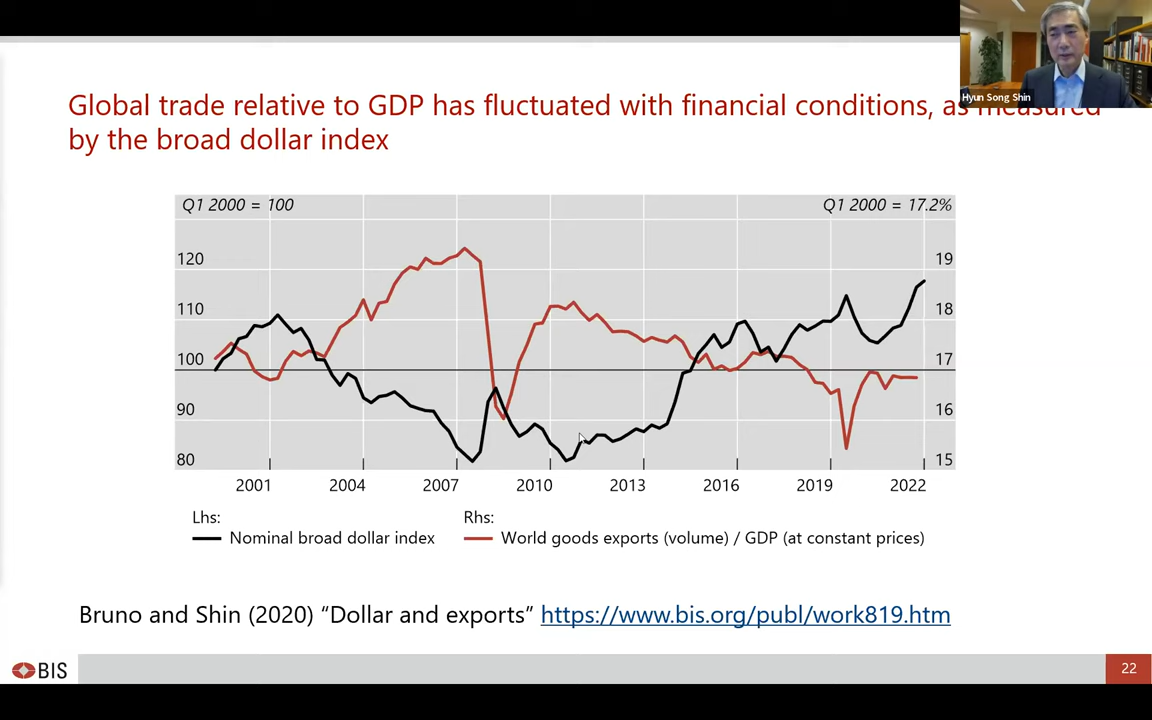 Hyun Song Shin
Global trade relative to GDP has fluctuated with financial conditions, as measured
by the broad dollar index
Q1 2000 = 100
Q1 2000 = 17.2%
120
110
100
90
80
19
18
17
16
15
2001 2004 2007 2010 2013 2016 2019 2022
Lhs:
Nominal broad dollar index
Rhs:
World goods exports (volume) / GDP (at constant prices)
Bruno and Shin (2020) “Dollar and exports” https://www.bis.org/publ/work819.htm
BIS
22